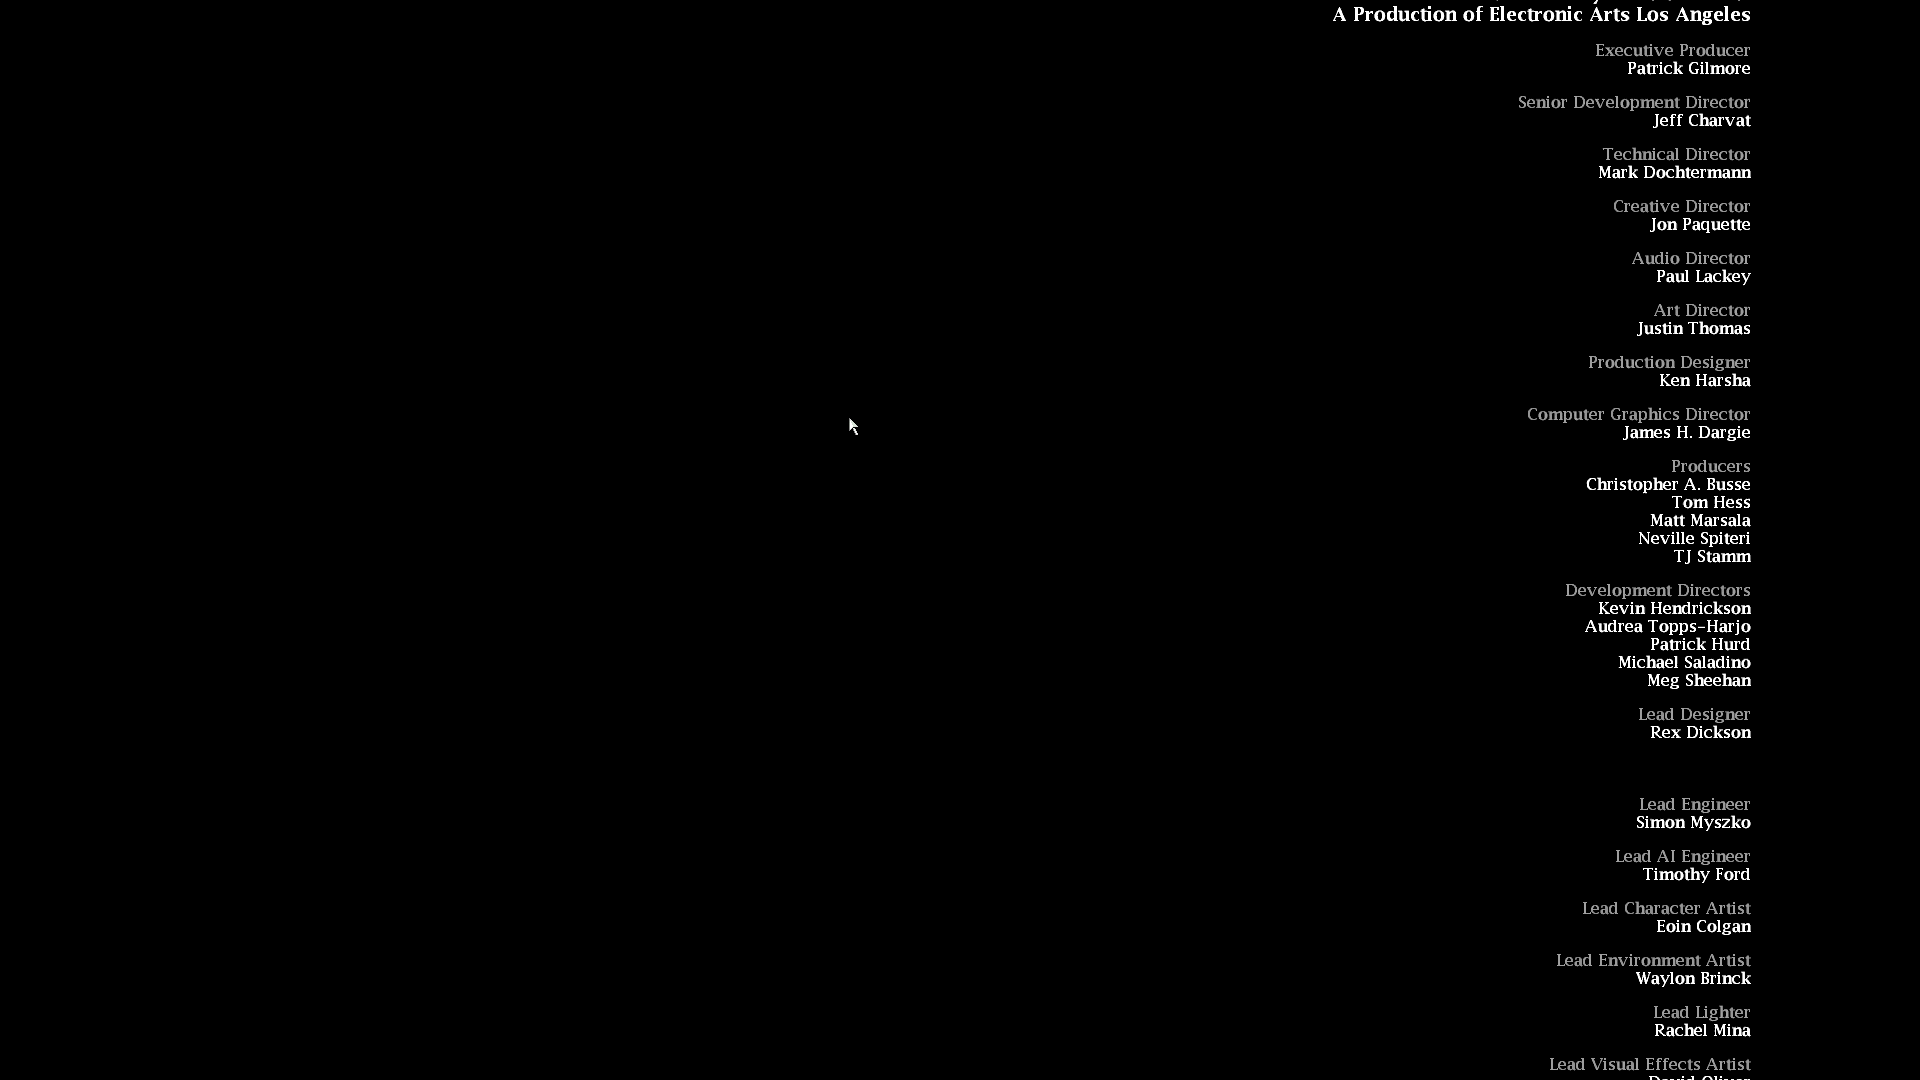 A Production of Electronic Arts Los Angeles
Executive Producer
Patrick Gilmore
Senior Development Director
Jeff Charvat
Technical Director
Mark Dochtermann
Creative Director
Jon Paquette
Audio Director
Paul Lackey
Art Director
Justin Thomas
Production Designer
Ken Harsha
Computer Graphics Director
James H. Dargie
Producers
Christopher A. Busse
Tom Hess
Matt Marsala
Neville Spiteri
TJ Stamm
Development Directors
Kevin Hendrickson
Audrea Topps-Harjo
Patrick Hurd
Michael Saladino
Meg Sheehan
Lead Designer
Rex Dickson
Lead Engineer
Simon Myszko
Lead AI Engineer
Timothy Ford
Lead Character Artist
Eoin Colgan
Lead Environment Artist
Waylon Brinck
Lead Lighter
Rachel Mina
Lead Visual Effects Artist